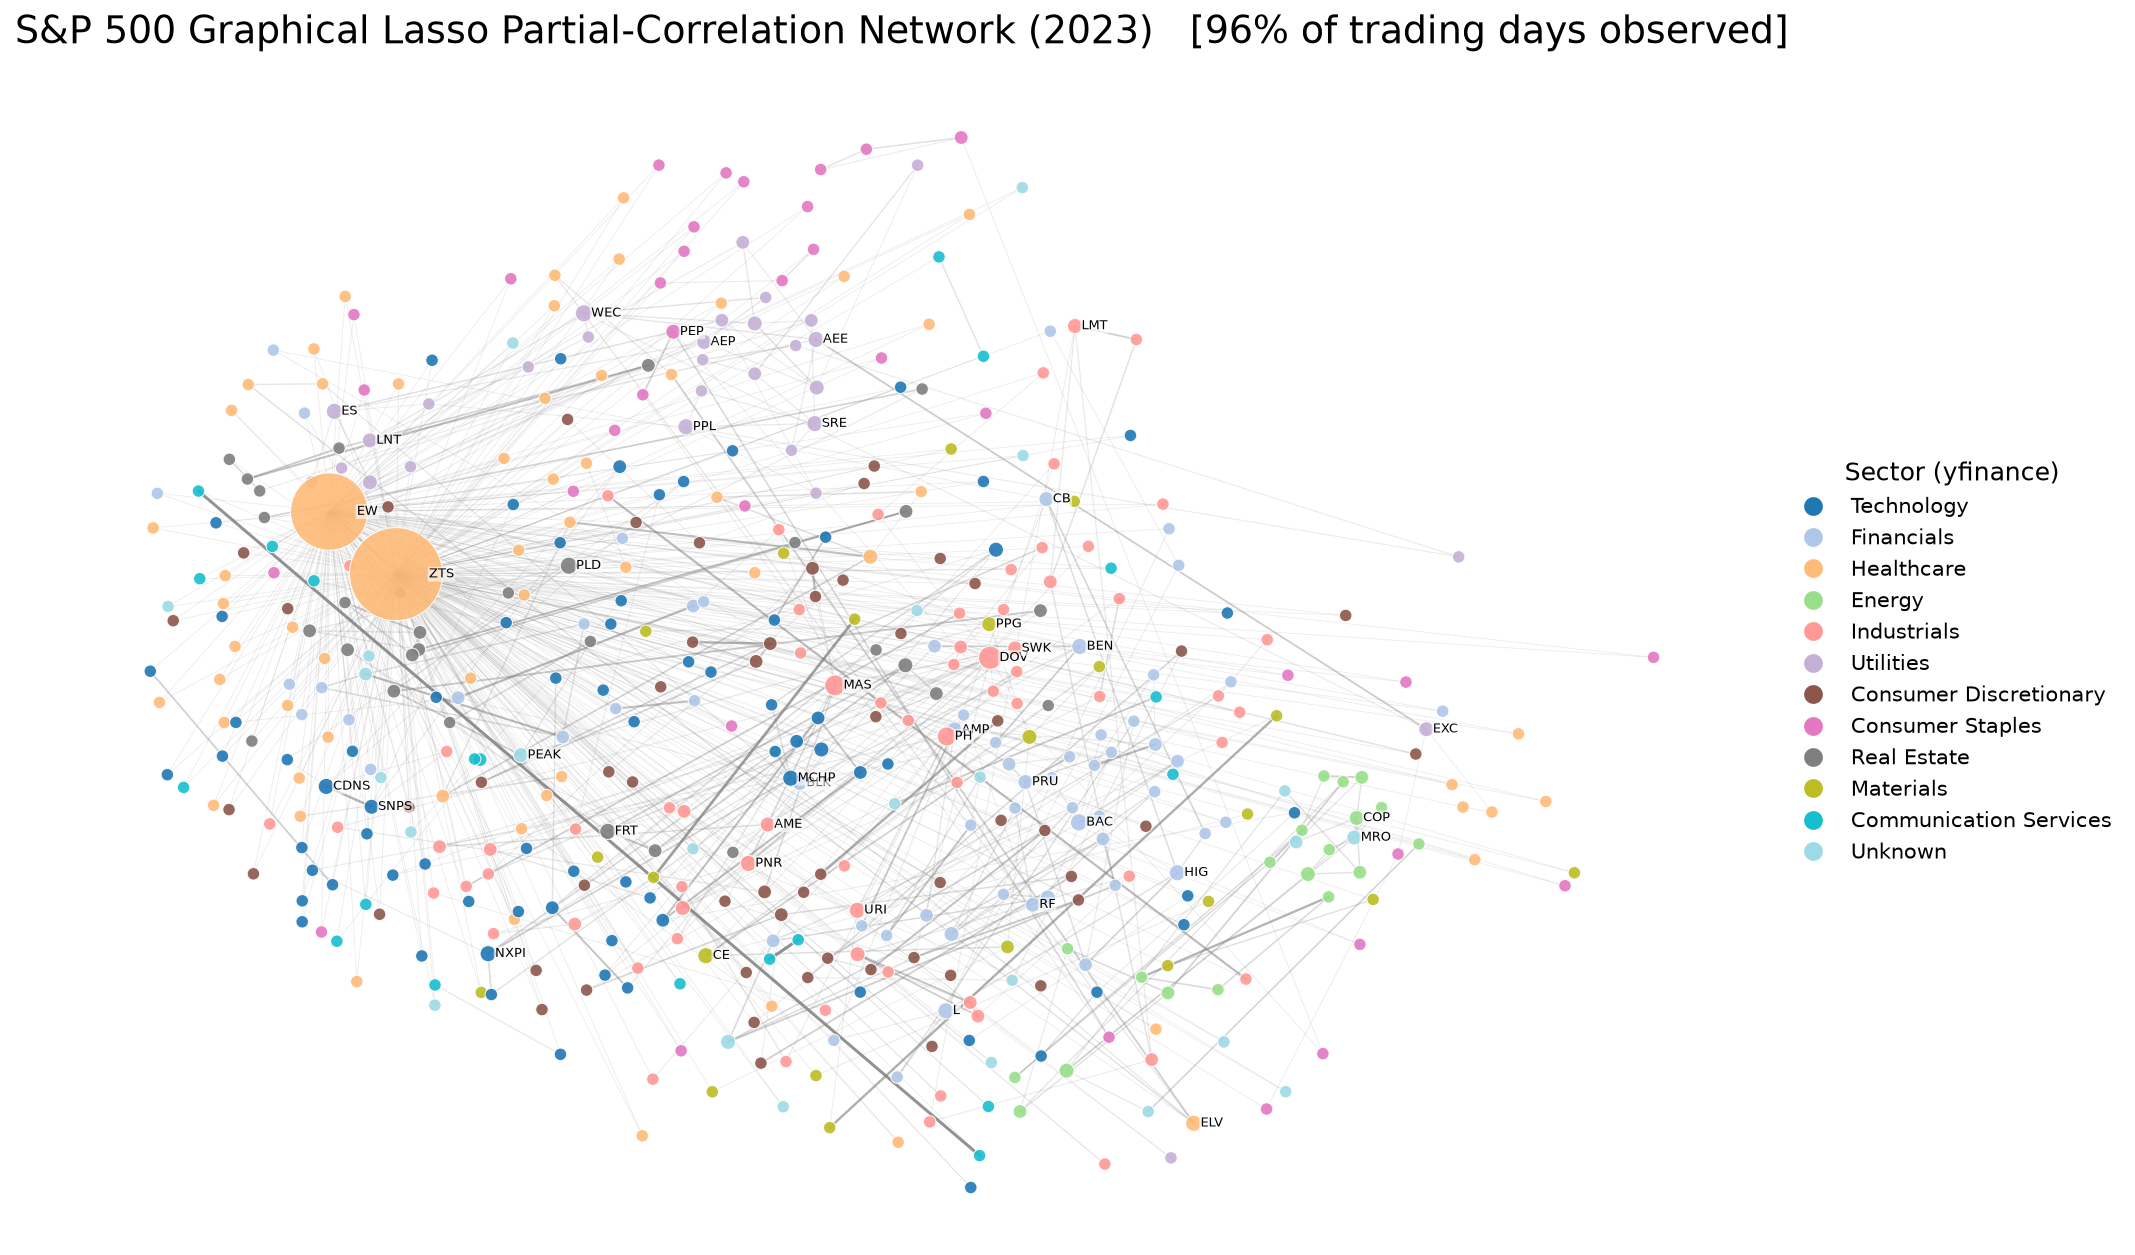 S&P 500 Graphical Lasso Partial-Correlation Network (2023)   [96% of trading days observed]
WEC
PEP
AEP
AEE
LMT
ES
LNT
PPL
SRE
CB
EW
ZTS
PLD
PPG
SWK
DOV
BEN
MAS
AMP
PH
EXC
PEAK
MCHP
BLK
PRU
CDNS
SNPS
FRT
AME
BAC
COP
MRO
PNR
HIG
URI
RF
NXPI
CE
L
ELV
Sector (yfinance)
Technology
Financials
Healthcare
Energy
Industrials
Utilities
Consumer Discretionary
Consumer Staples
Real Estate
Materials
Communication Services
Unknown